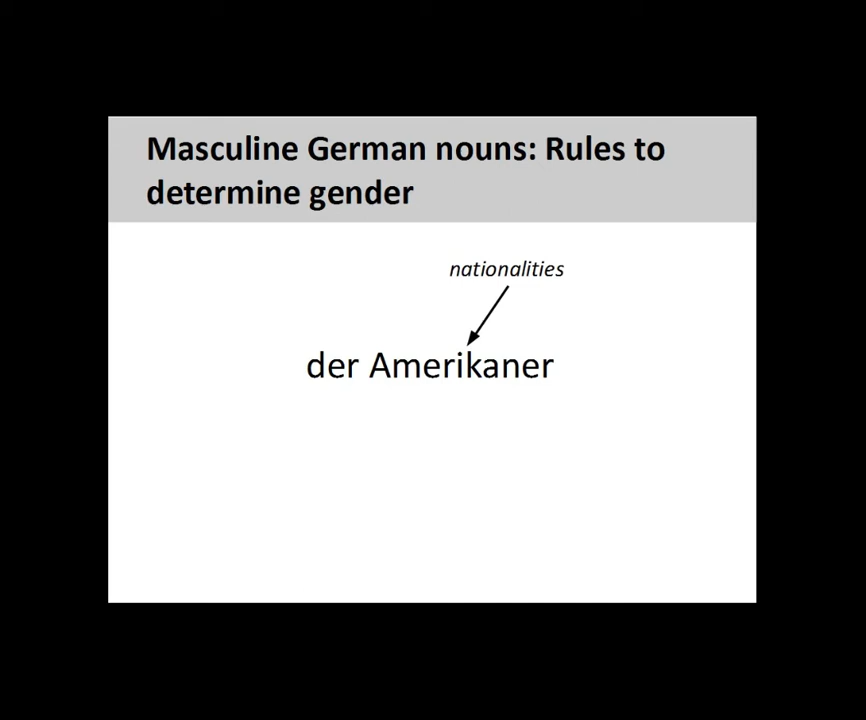 Masculine German nouns: Rules to
determine gender
nationalities
der Amerikaner